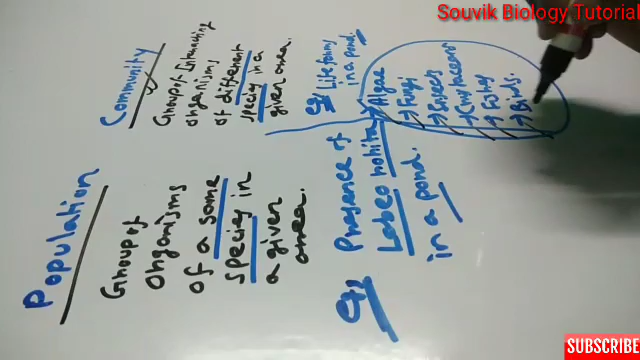 Souvik Biology Tutorial
Population
Group of
organisms
of a same
species in
a given
area.
eg Presence of
Labeo rohita
in a pond.
Community
Group of Interacting
organisms
of different
species in a
given area.
eg Life forms
in a pond.
→ Algae
→ Fungi
→ Insects
→ Crustaceans
→ Fishes
→ Birds.
SUBSCRIBE